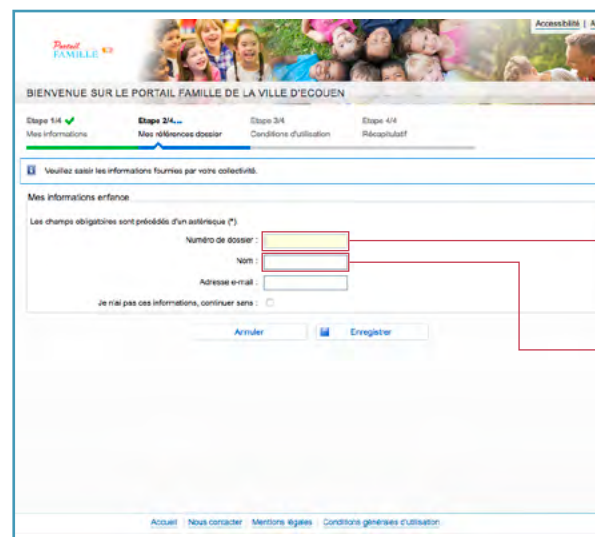 Accessibilité | A
Portail
FAMILLE
BIENVENUE SUR LE PORTAIL FAMILLE DE LA VILLE D'ECOUEN
Etape 1/4 Etape 2/4... Etape 3/4 Etape 4/4
Mes informations Mes références dossier Conditions d'utilisation Récapitulatif
Veuillez saisir les informations fournies par votre collectivité.
Mes informations enfance
Les champs obligatoires sont précédés d'un astérisque (*)
Numéro de dossier :
Nom :
Adresse e-mail :
Je n'ai pas ces informations, continuer sans :
Annuler Enregistrer
Accueil Nous contacter Mentions légales Conditions générales d'utilisation